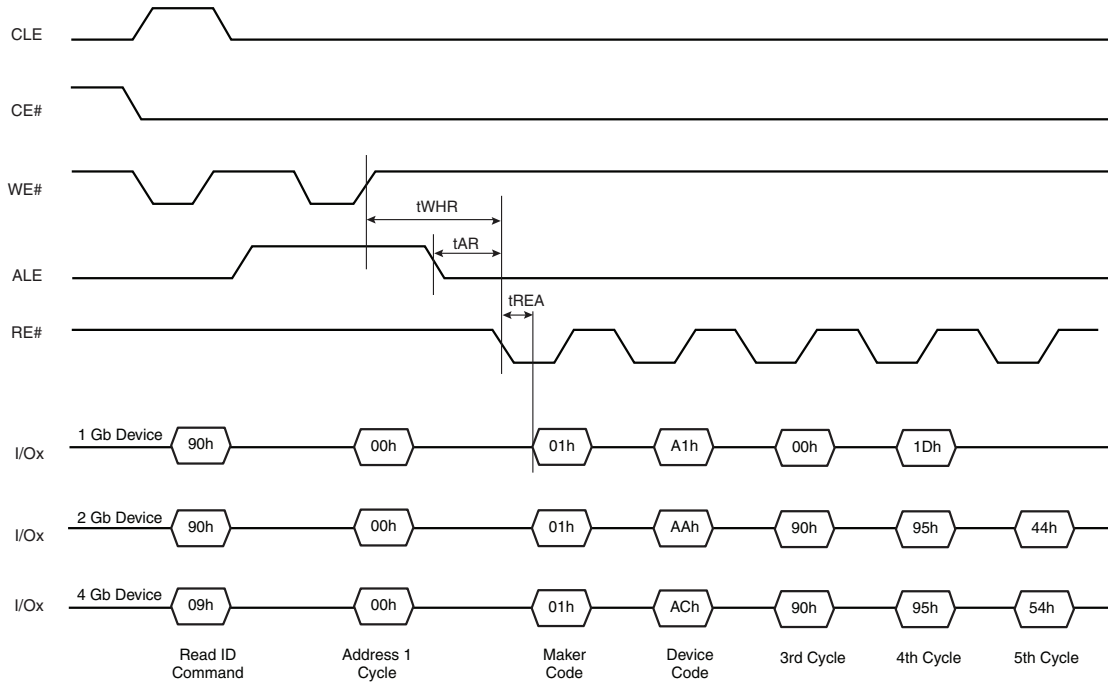 CLE
CE#
WE#
tWHR
tAR
ALE
tREA
RE#
I/Ox 1 Gb Device 90h 00h 01h A1h 00h 1Dh
I/Ox 2 Gb Device 90h 00h 01h AAh 90h 95h 44h
I/Ox 4 Gb Device 09h 00h 01h ACh 90h 95h 54h
Read ID Address 1 Maker Device 3rd Cycle 4th Cycle 5th Cycle
Command Cycle Code Code